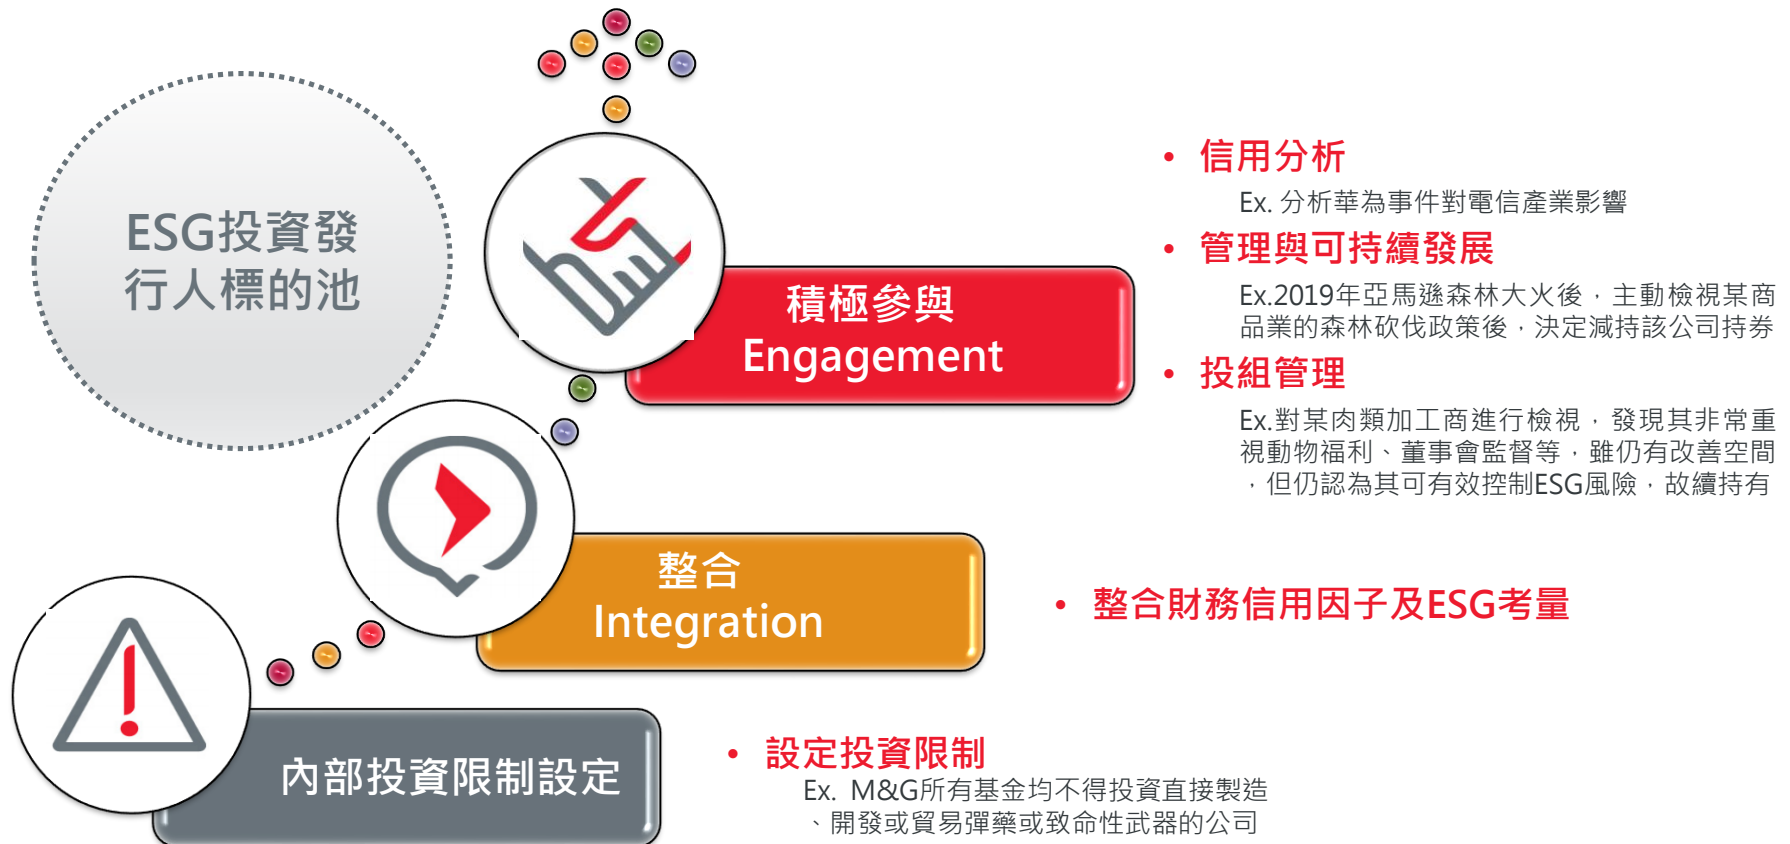 ESG投資發
行人標的池
積極參與
Engagement
• 信用分析
Ex. 分析華為事件對電信產業影響
• 管理與可持續發展
Ex.2019年亞馬遜森林大火後，主動檢視某商
品業的森林砍伐政策後，決定減持該公司持券
• 投組管理
Ex.對某肉類加工商進行檢視，發現其非常重
視動物福利、董事會監督等，雖仍有改善空間
，但仍認為其可有效控制ESG風險，故續持有
整合
Integration
• 整合財務信用因子及ESG考量
內部投資限制設定
• 設定投資限制
Ex. M&G所有基金均不得投資直接製造
、開發或貿易彈藥或致命性武器的公司